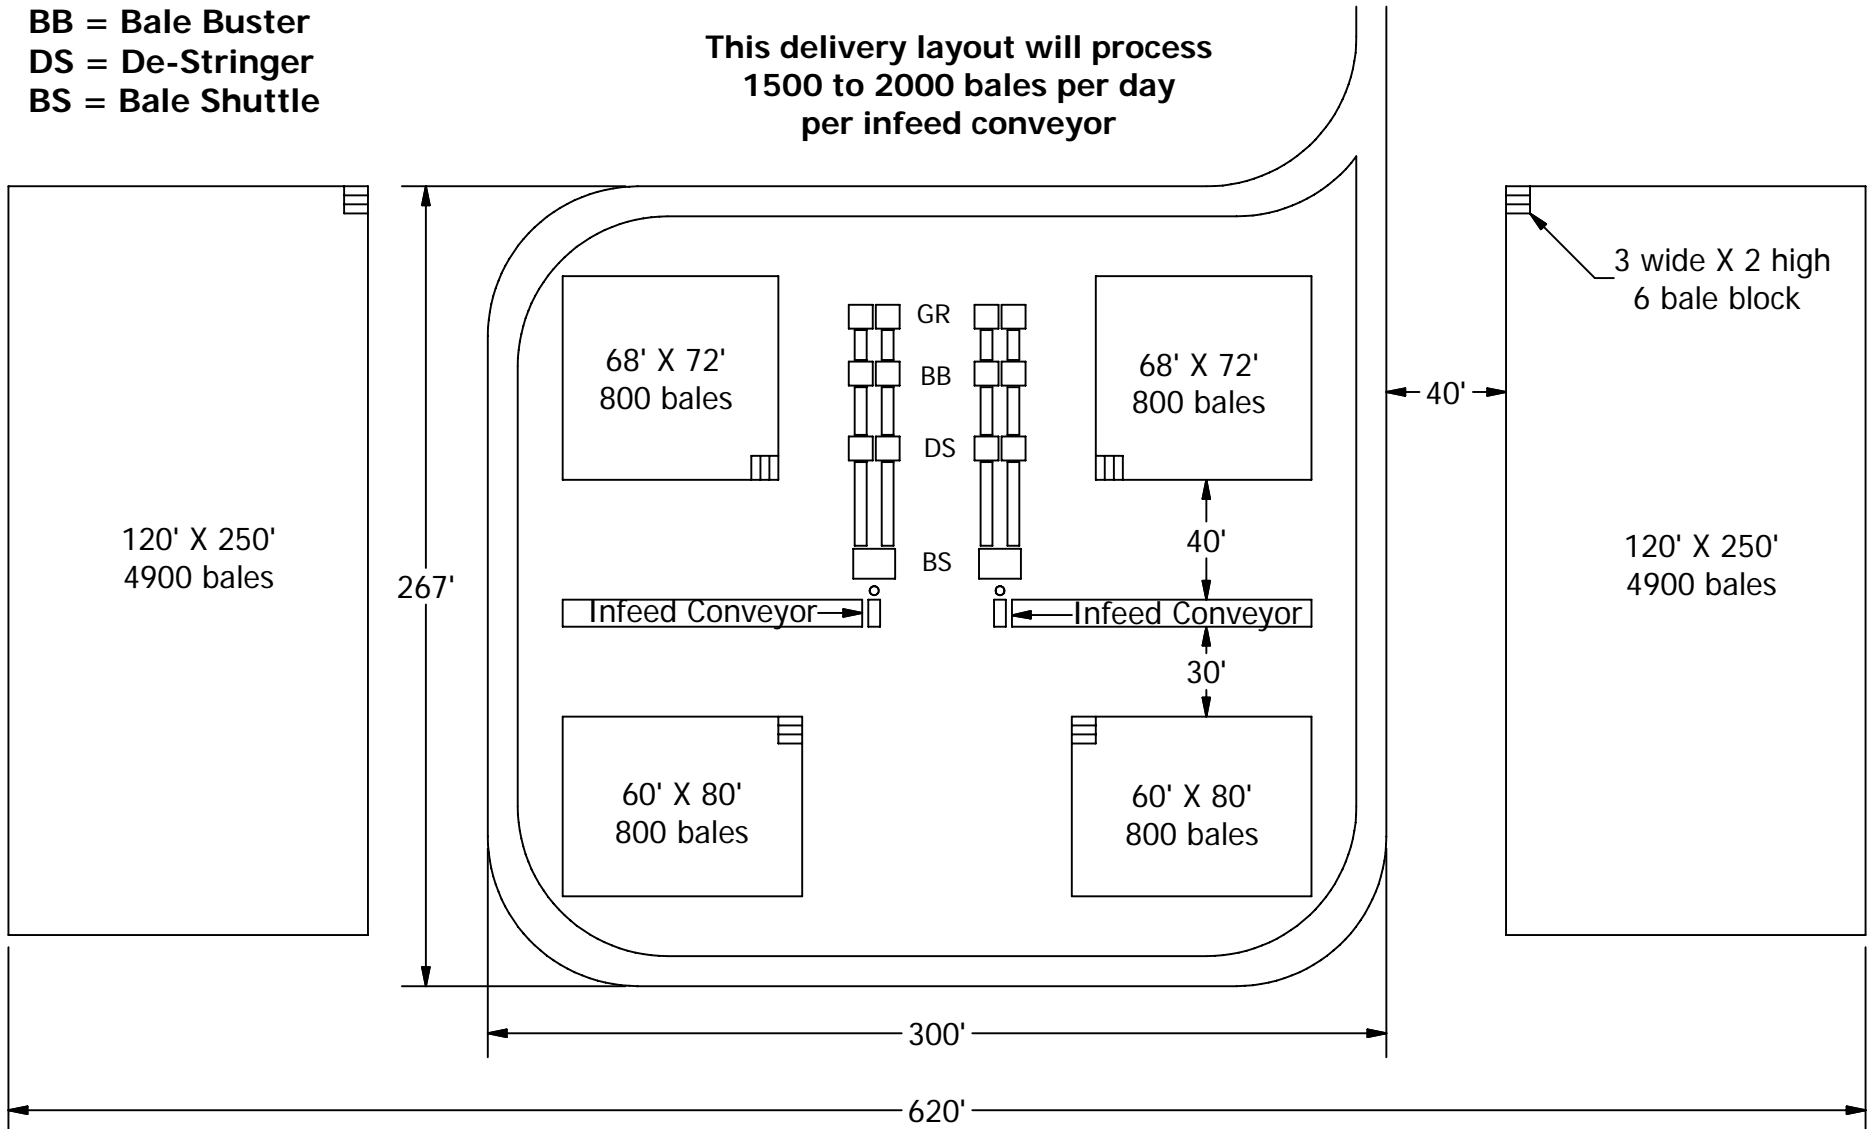 BB = Bale Buster
DS = De-Stringer
BS = Bale Shuttle
This delivery layout will process
1500 to 2000 bales per day
per infeed conveyor
3 wide X 2 high
6 bale block
GR
68' X 72'
800 bales
BB
68' X 72'
800 bales
40'
DS
120' X 250'
4900 bales
40'
120' X 250'
4900 bales
BS
267'
Infeed Conveyor
Infeed Conveyor
30'
60' X 80'
800 bales
60' X 80'
800 bales
300'
620'